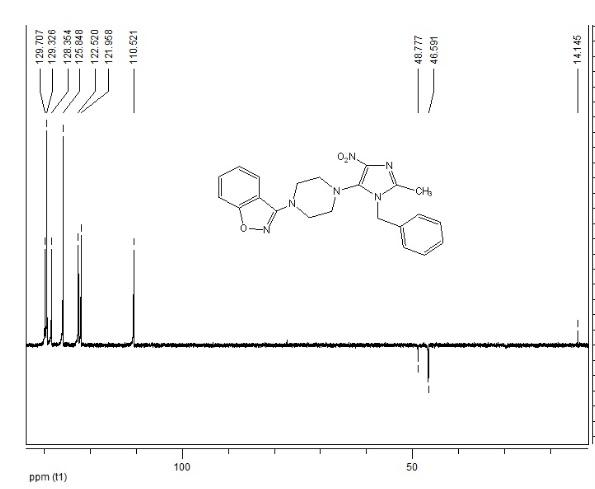 129.707
129.326
128.354
125.848
122.520
121.958
110.521
48.777
46.591
14.145
O₂N
N
N
CH₃
N
N
O
N
100
50
ppm (t1)